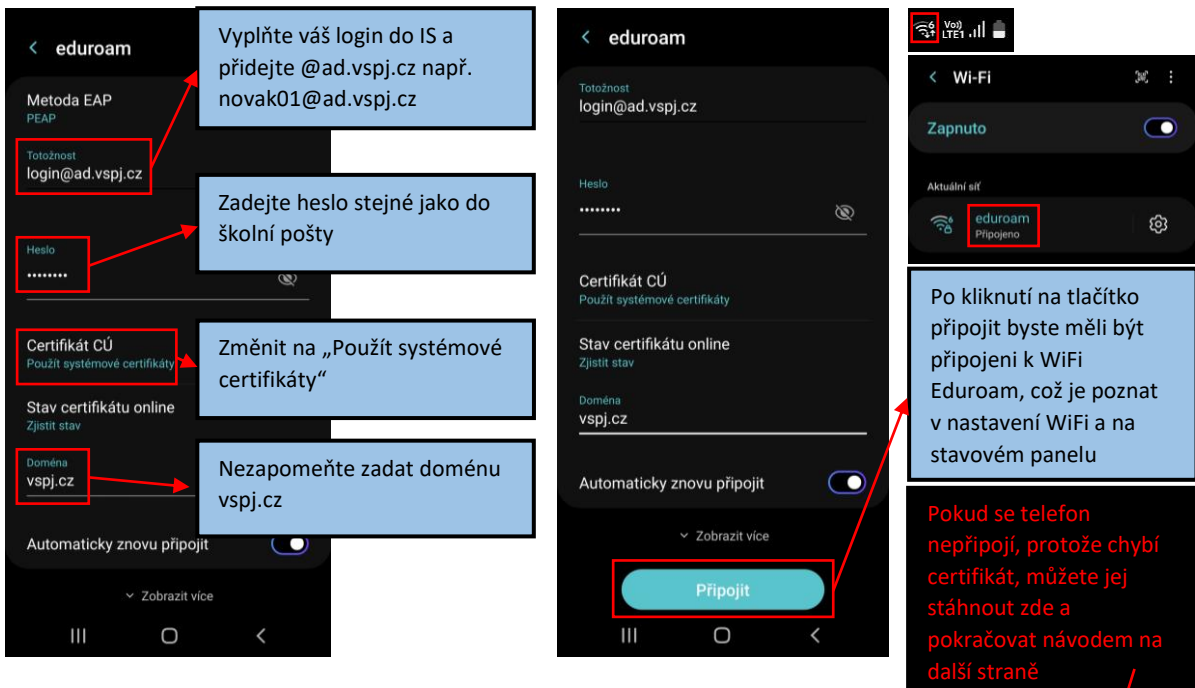 eduroam
Metoda EAP
PEAP
Totožnost
login@ad.vspj.cz
Heslo
••••••••
Certifikát CÚ
Použít systémové certifikáty
Stav certifikátu online
Zjistit stav
Doména
vspj.cz
Automaticky znovu připojit
Zobrazit více
Vyplňte váš login do IS a
přidejte @ad.vspj.cz např.
novak01@ad.vspj.cz
Zadejte heslo stejné jako do
školní pošty
Změnit na „Použít systémové
certifikáty“
Nezapomeňte zadat doménu
vspj.cz
eduroam
Totožnost
login@ad.vspj.cz
Heslo
••••••••
Certifikát CÚ
Použít systémové certifikáty
Stav certifikátu online
Zjistit stav
Doména
vspj.cz
Automaticky znovu připojit
Zobrazit více
Připojit
6 Vo))
LTE1
Wi-Fi
Zapnuto
Aktuální síť
eduroam
Připojeno
Po kliknutí na tlačítko
připojit byste měli být
připojeni k WiFi
Eduroam, což je poznat
v nastavení WiFi a na
stavovém panelu
Pokud se telefon
nepřipojí, protože chybí
certifikát, můžete jej
stáhnout zde a
pokračovat návodem na
další straně